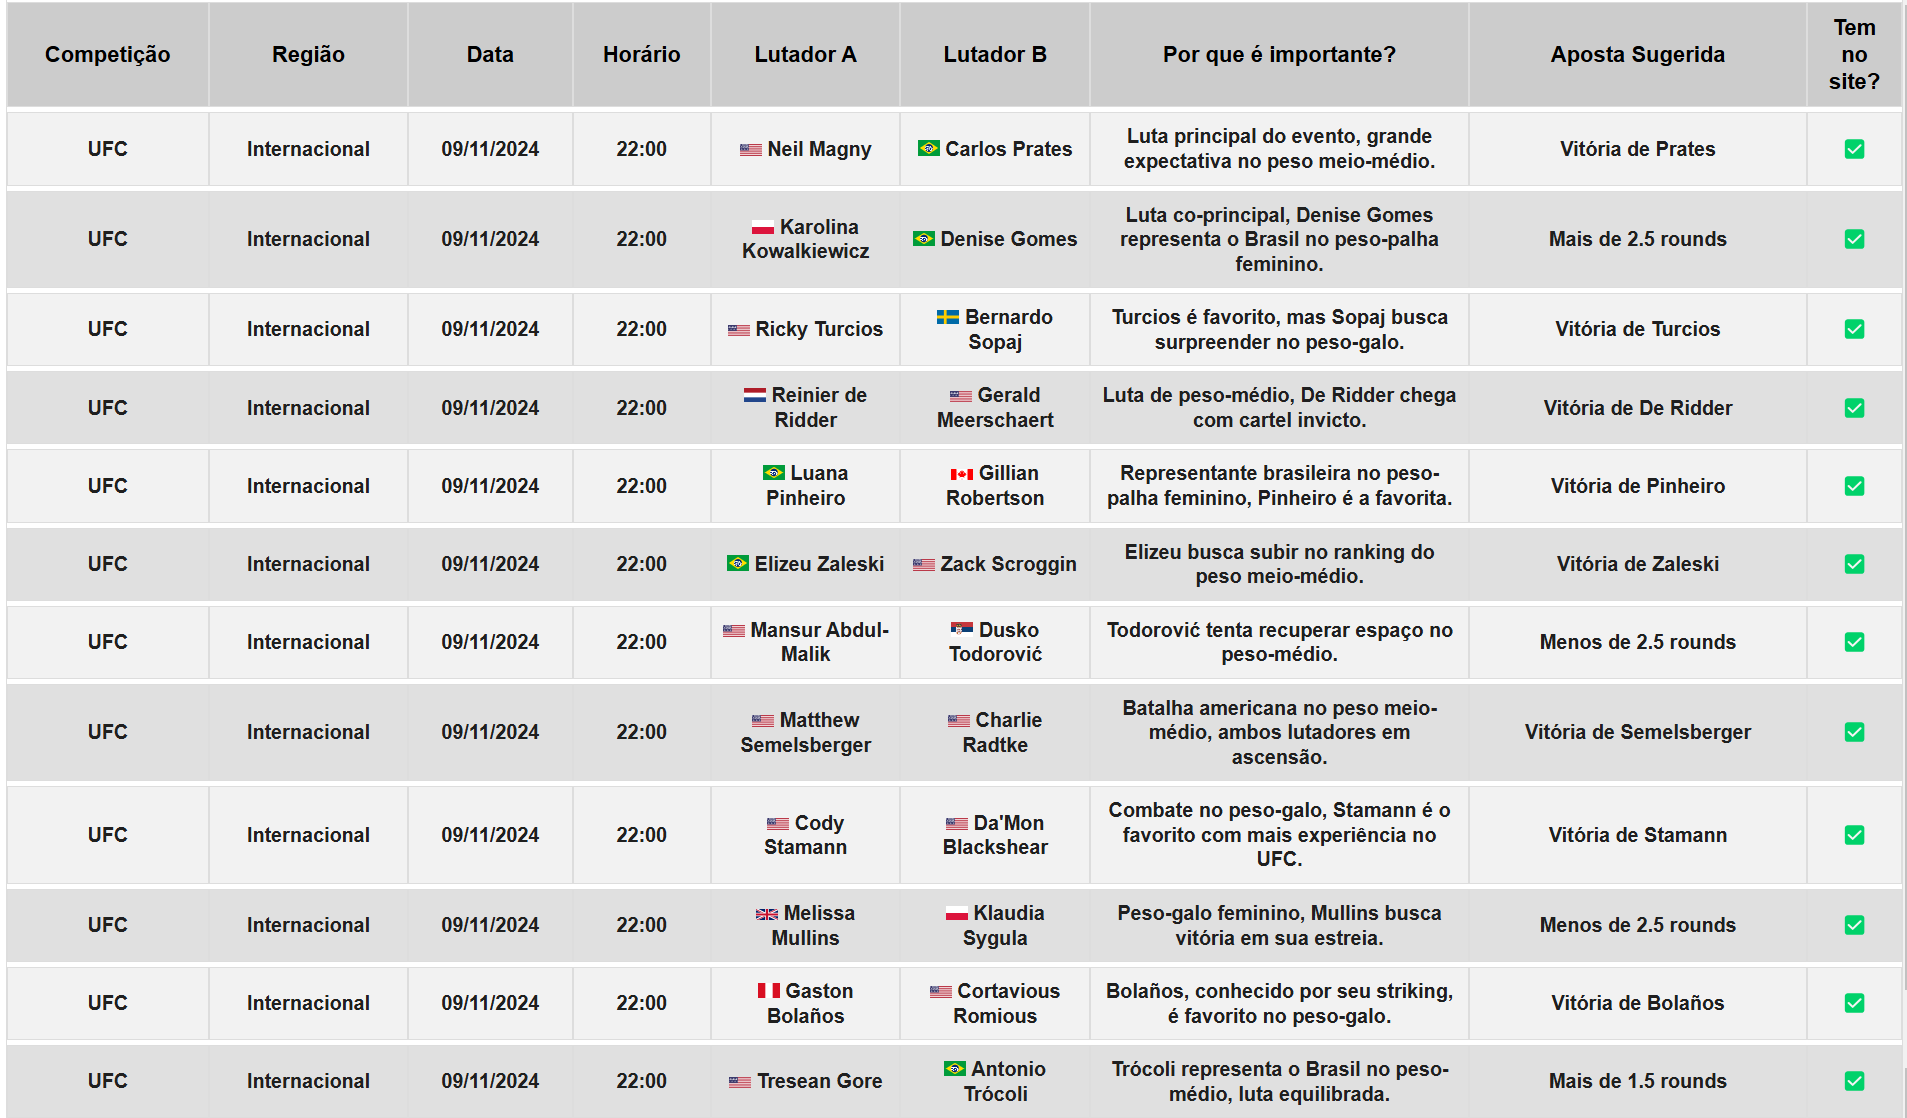 Competição Região Data Horário Lutador A Lutador B Por que é importante? Aposta Sugerida Tem
no
site?
UFC Internacional 09/11/2024 22:00 Neil Magny Carlos Prates Luta principal do evento, grande
expectativa no peso meio-médio. Vitória de Prates
UFC Internacional 09/11/2024 22:00 Karolina
Kowalkiewicz Denise Gomes Luta co-principal, Denise Gomes
representa o Brasil no peso-palha
feminino. Mais de 2.5 rounds
UFC Internacional 09/11/2024 22:00 Ricky Turcios Bernardo
Sopaj Turcios é favorito, mas Sopaj busca
surpreender no peso-galo. Vitória de Turcios
UFC Internacional 09/11/2024 22:00 Reinier de
Ridder Gerald
Meerschaert Luta de peso-médio, De Ridder chega
com cartel invicto. Vitória de De Ridder
UFC Internacional 09/11/2024 22:00 Luana
Pinheiro Gillian
Robertson Representante brasileira no peso-
palha feminino, Pinheiro é a favorita. Vitória de Pinheiro
UFC Internacional 09/11/2024 22:00 Elizeu Zaleski Zack Scroggin Elizeu busca subir no ranking do
peso meio-médio. Vitória de Zaleski
UFC Internacional 09/11/2024 22:00 Mansur Abdul-
Malik Dusko
Todorović Todorović tenta recuperar espaço no
peso-médio. Menos de 2.5 rounds
UFC Internacional 09/11/2024 22:00 Matthew
Semelsberger Charlie
Radtke Batalha americana no peso meio-
médio, ambos lutadores em
ascensão. Vitória de Semelsberger
UFC Internacional 09/11/2024 22:00 Cody
Stamann Da'Mon
Blackshear Combate no peso-galo, Stamann é o
favorito com mais experiência no
UFC. Vitória de Stamann
UFC Internacional 09/11/2024 22:00 Melissa
Mullins Klaudia
Sygula Peso-galo feminino, Mullins busca
vitória em sua estreia. Menos de 2.5 rounds
UFC Internacional 09/11/2024 22:00 Gaston
Bolaños Cortavious
Romious Bolaños, conhecido por seu striking,
é favorito no peso-galo. Vitória de Bolaños
UFC Internacional 09/11/2024 22:00 Tresean Gore Antonio
Trócoli Trócoli representa o Brasil no peso-
médio, luta equilibrada. Mais de 1.5 rounds